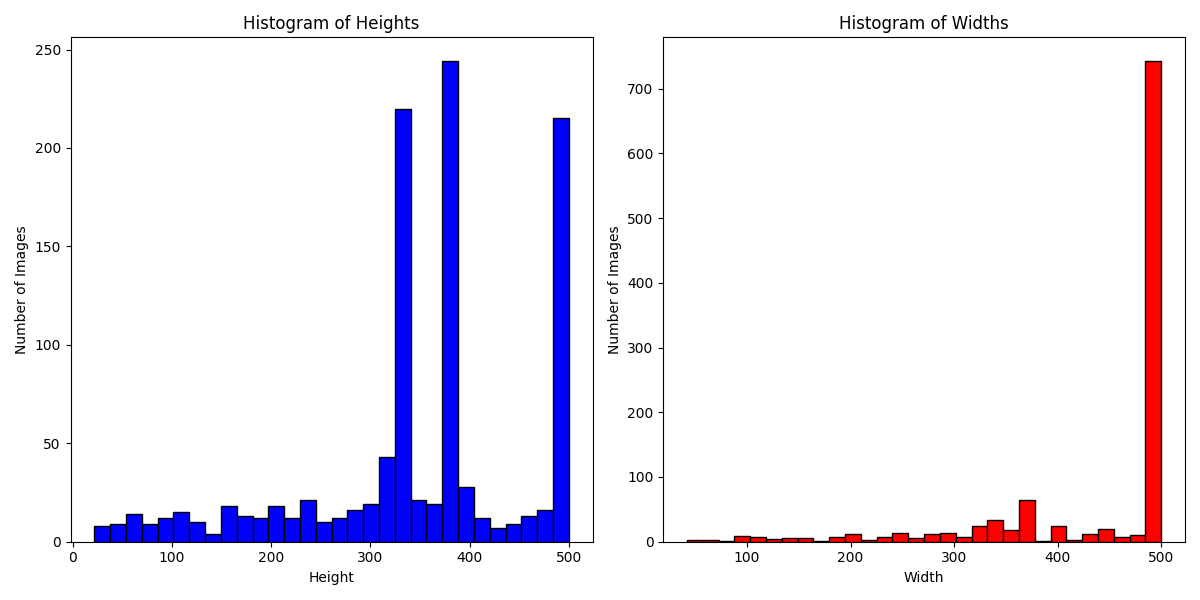 Histogram of Heights
250
200
150
100
50
0
Number of Images
0 100 200 300 400 500
Height
Histogram of Widths
700
600
500
400
300
200
100
0
Number of Images
100 200 300 400 500
Width